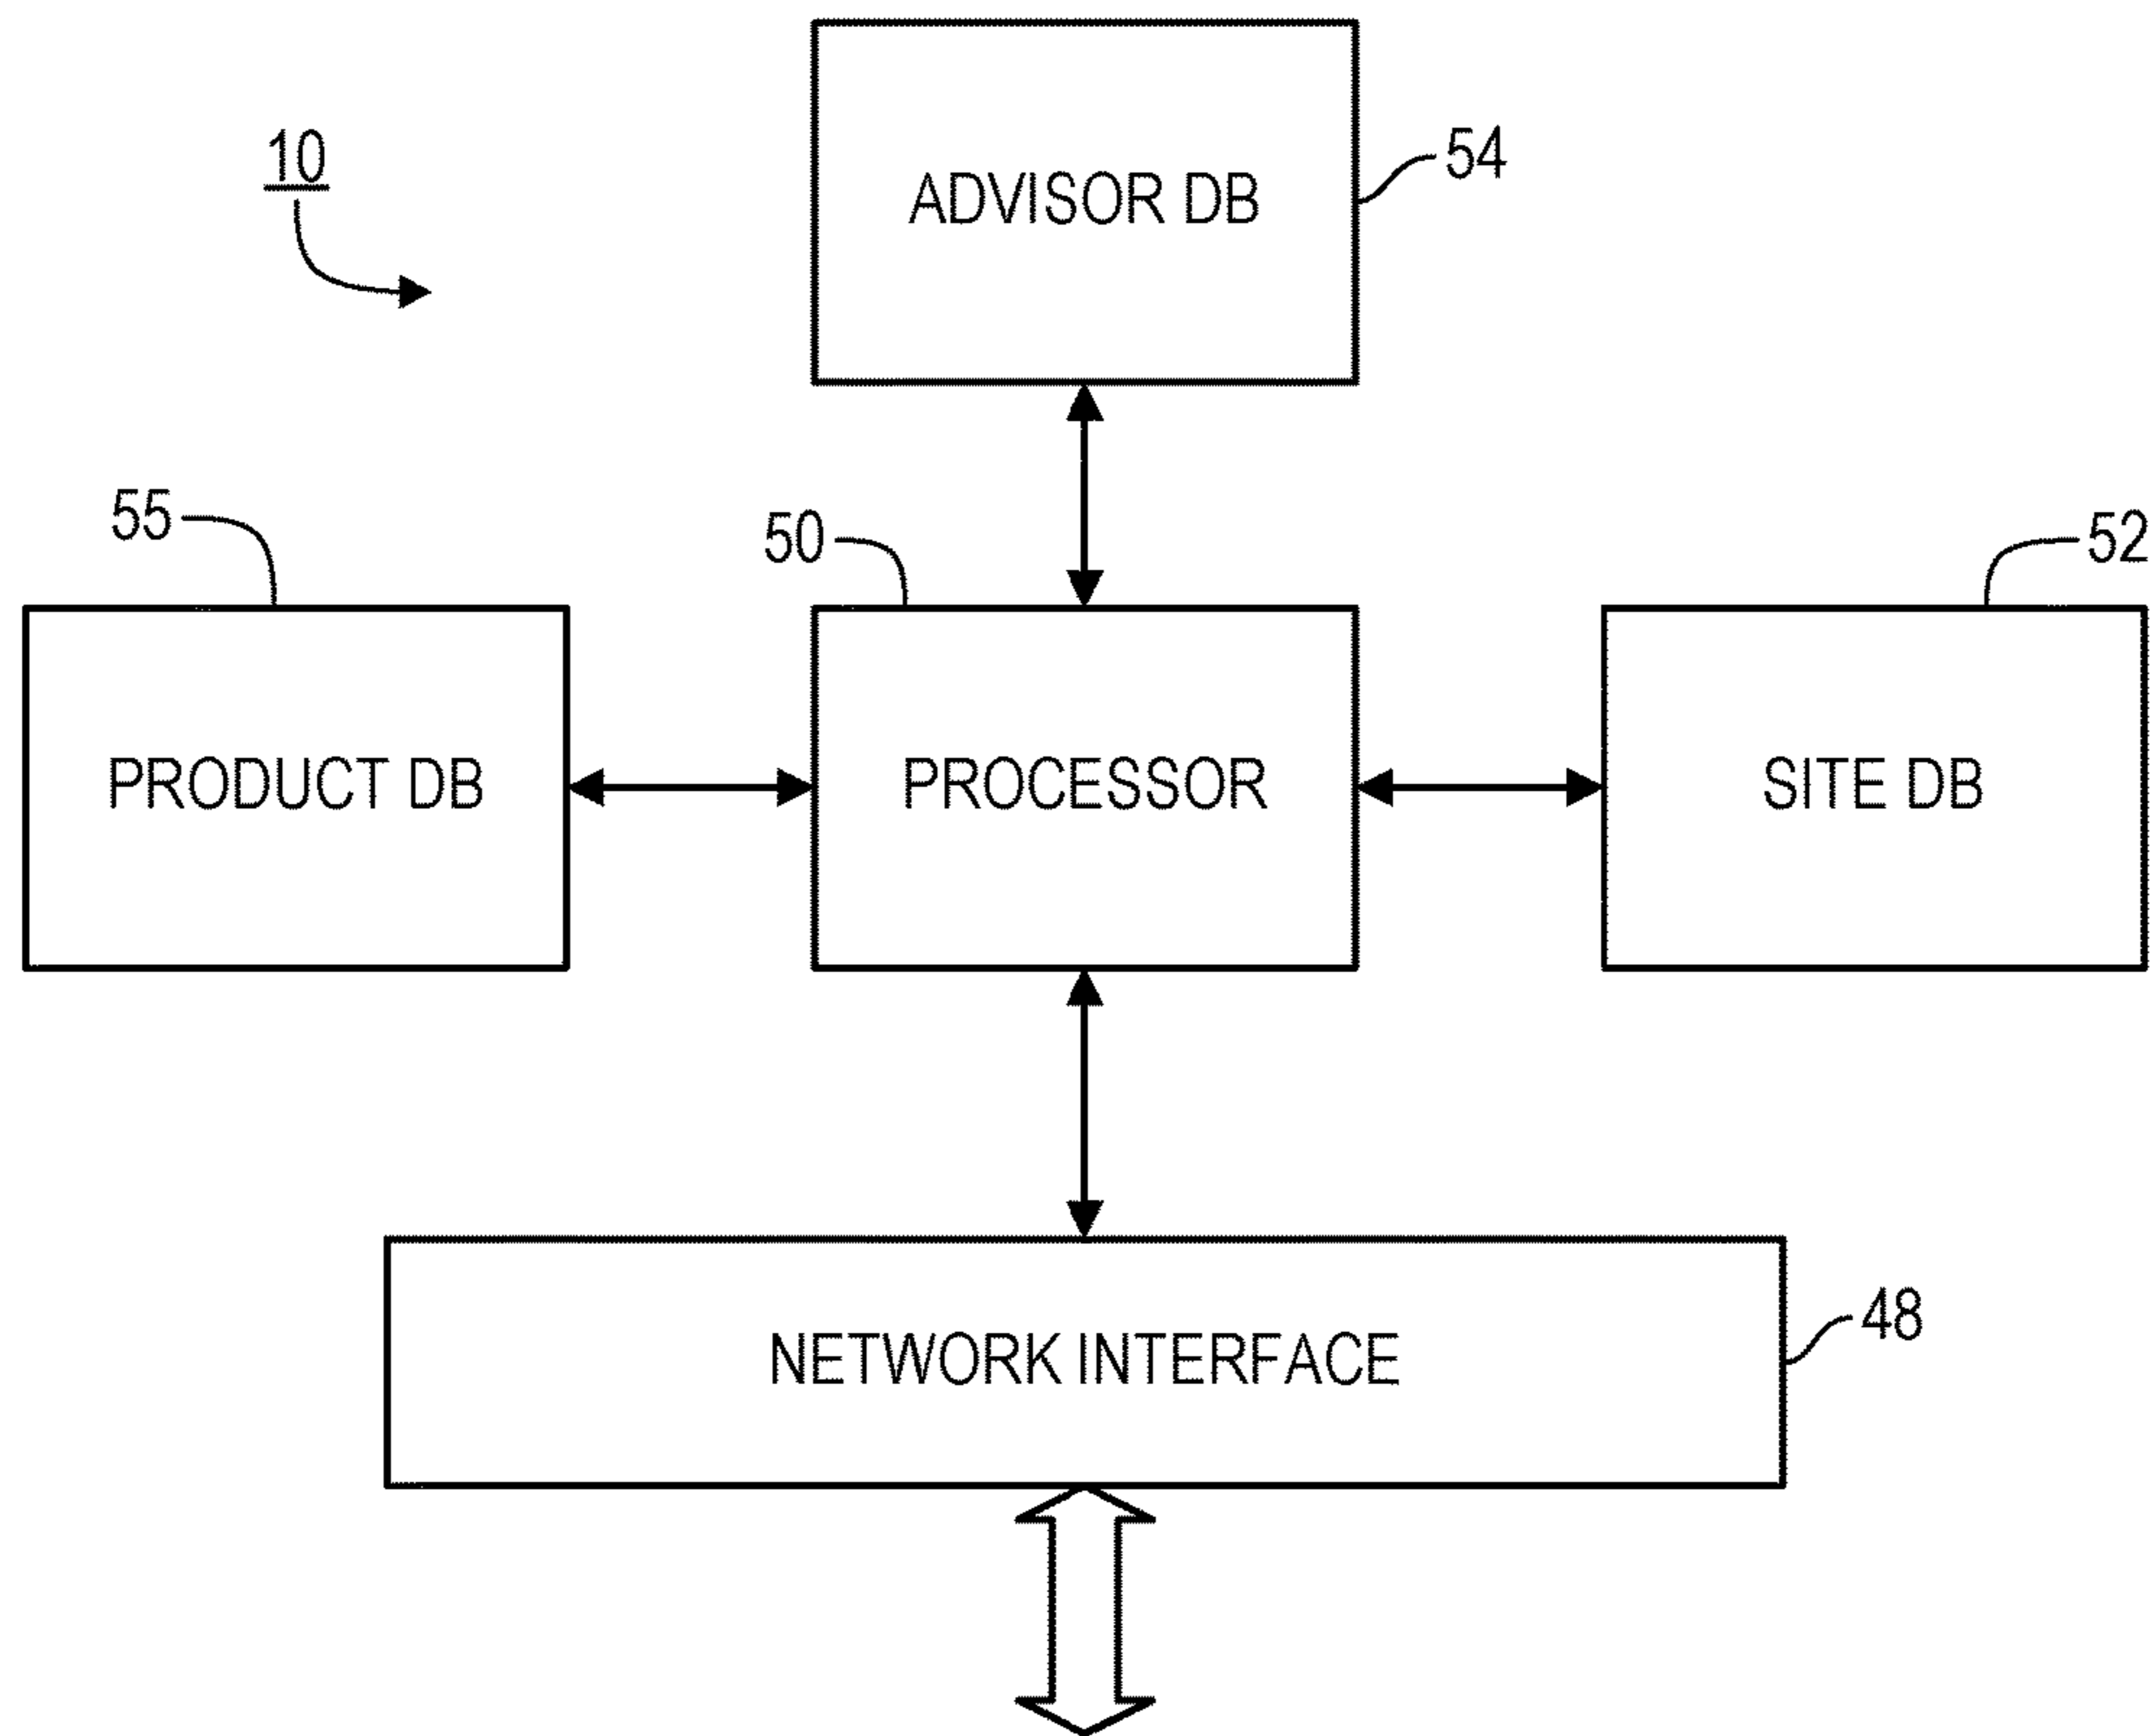 10
ADVISOR DB
54
55
50
52
PRODUCT DB
PROCESSOR
SITE DB
NETWORK INTERFACE
48